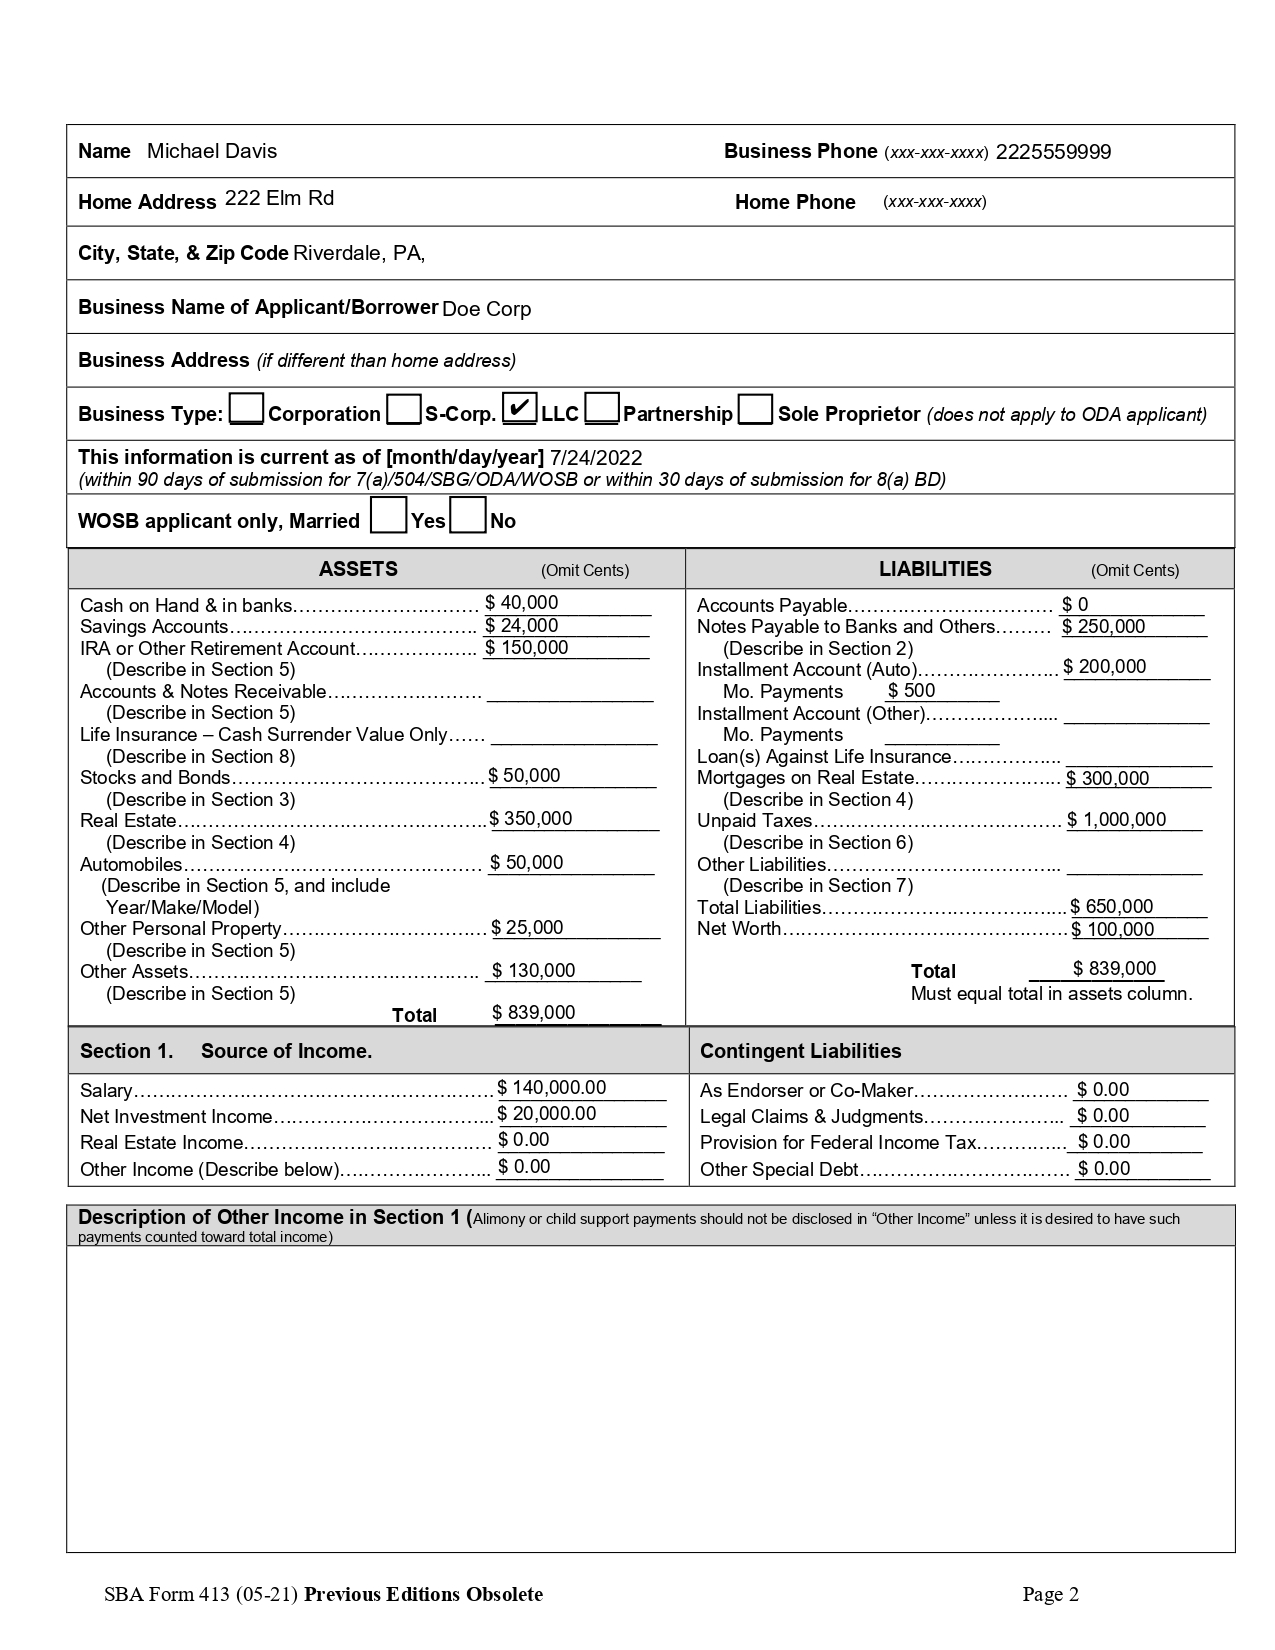 Name Michael Davis Business Phone (xxx-xxx-xxxx) 2225559999
Home Address 222 Elm Rd Home Phone (xxx-xxx-xxxx)
City, State, & Zip Code Riverdale, PA,
Business Name of Applicant/Borrower Doe Corp
Business Address (if different than home address)
Business Type: Corporation S-Corp. ✔ LLC Partnership Sole Proprietor (does not apply to ODA applicant)
This information is current as of [month/day/year] 7/24/2022
(within 90 days of submission for 7(a)/504/SBG/ODA/WOSB or within 30 days of submission for 8(a) BD)
WOSB applicant only, Married Yes No
ASSETS (Omit Cents)
Cash on Hand & in banks…………………………… $ 40,000
Savings Accounts…………………………………….. $ 24,000
IRA or Other Retirement Account………………….. $ 150,000
(Describe in Section 5)
Accounts & Notes Receivable……………………… ________________
(Describe in Section 5)
Life Insurance – Cash Surrender Value Only…… ________________
(Describe in Section 8)
Stocks and Bonds…………………………………….. $ 50,000
(Describe in Section 3)
Real Estate…………………………………………….. $ 350,000
(Describe in Section 4)
Automobiles…………………………………………… $ 50,000
(Describe in Section 5, and include
Year/Make/Model)
Other Personal Property……………………………… $ 25,000
(Describe in Section 5)
Other Assets………………………………………….. $ 130,000
(Describe in Section 5)
Total $ 839,000
LIABILITIES (Omit Cents)
Accounts Payable……………………………… $ 0
Notes Payable to Banks and Others……… $ 250,000
(Describe in Section 2)
Installment Account (Auto)…………………….. $ 200,000
Mo. Payments $ 500
Installment Account (Other)………………….... ______________
Mo. Payments ___________
Loan(s) Against Life Insurance……………….. ______________
Mortgages on Real Estate…………………….. $ 300,000
(Describe in Section 4)
Unpaid Taxes…………………………………… $ 1,000,000
(Describe in Section 6)
Other Liabilities………………………………….. _____________
(Describe in Section 7)
Total Liabilities…………………………………... $ 650,000
Net Worth………………………………………… $ 100,000
Total $ 839,000
Must equal total in assets column.
Section 1. Source of Income.
Salary……………………………………………………. $ 140,000.00
Net Investment Income……………………………….. $ 20,000.00
Real Estate Income……………………………………. $ 0.00
Other Income (Describe below)…………………….. $ 0.00
Contingent Liabilities
As Endorser or Co-Maker……………………. $ 0.00
Legal Claims & Judgments………………….. $ 0.00
Provision for Federal Income Tax…………... $ 0.00
Other Special Debt……………………………. $ 0.00
Description of Other Income in Section 1 (Alimony or child support payments should not be disclosed in “Other Income” unless it is desired to have such
payments counted toward total income)
SBA Form 413 (05-21) Previous Editions Obsolete Page 2